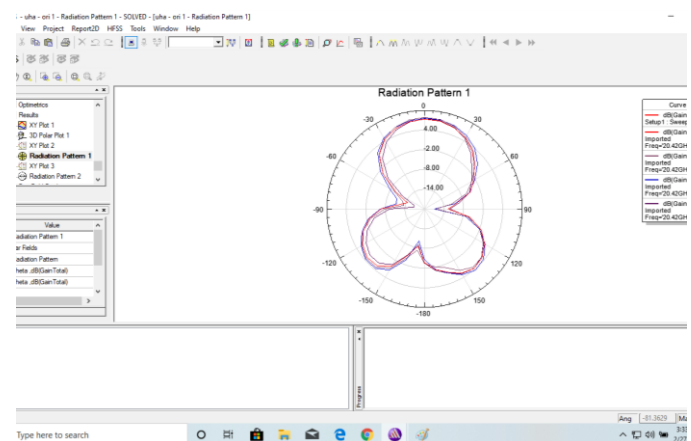 - uha - ori 1 - Radiation Pattern 1 - SOLVED - [uha - ori 1 - Radiation Pattern 1]
View Project Report2D HFSS Tools Window Help
Optimetrics
Results
XY Plot 1
3D Polar Plot 1
XY Plot 2
Radiation Pattern 1
XY Plot 3
Radiation Pattern 2
Value
adiation Pattern 1
ar Fields
adiation Pattern
heta ,dB(GainTotal)
heta ,dB(GainTotal)
Radiation Pattern 1
0
-30
30
4.00
-2.00
-60
60
-8.00
-14.00
-90
90
-120
120
-150
150
-180
Curve
dB(Gain
Setup1 : Sweep
dB(Gain
Imported
Freq='20.42GH
dB(Gain
Imported
Freq='20.42GH
dB(Gain
Imported
Freq='20.42GH
dB(Gain
Imported
Freq='20.42GH
Progress
Ang -81.3629 Ma
Type here to search